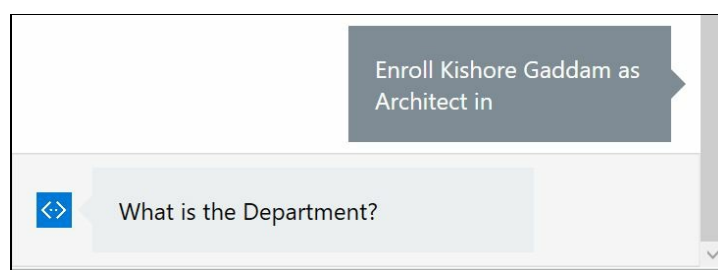 Enroll Kishore Gaddam as
Architect in
What is the Department?